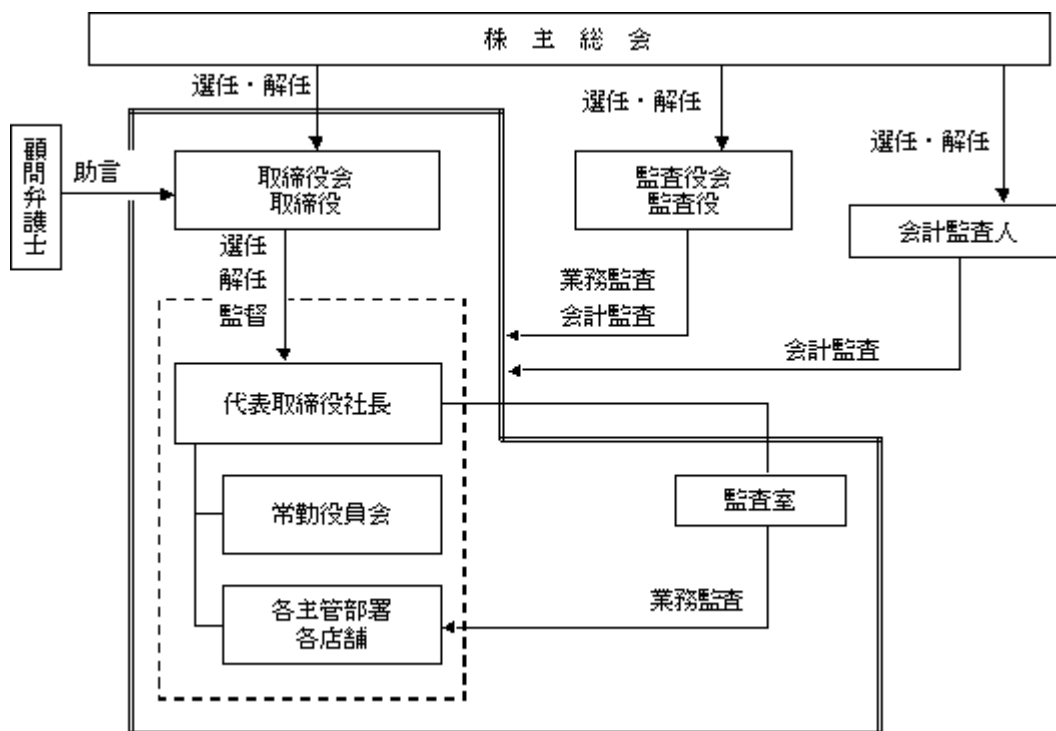 株 主 総 会
選任・解任
選任・解任
選任・解任
顧問弁護士
助言
取締役会
取締役
監査役会
監査役
会計監査人
選任
解任
監督
業務監査
会計監査
会計監査
代表取締役社長
常勤役員会
監査室
各主管部署
各店舗
業務監査